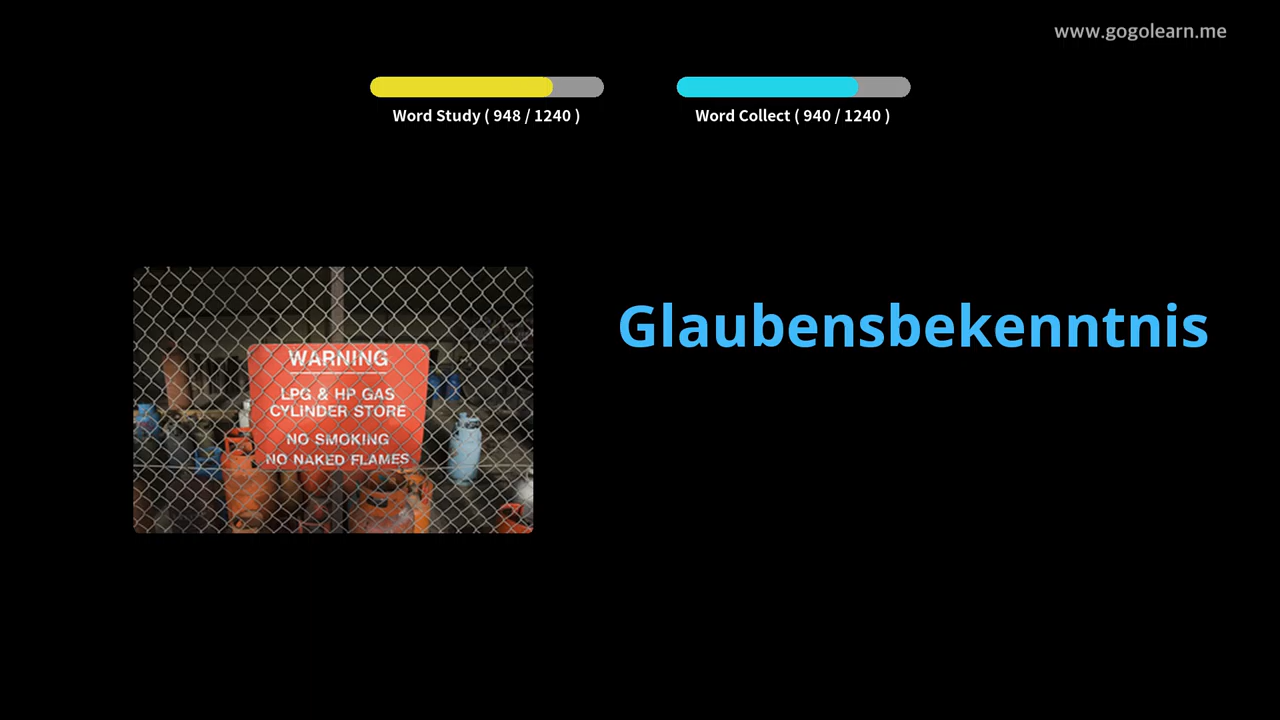 www.gogolearn.me
Word Study ( 948 / 1240 )
Word Collect ( 940 / 1240 )
Glaubensbekenntnis
WARNING
LPG & HP GAS
CYLINDER STORE
NO SMOKING
NO NAKED FLAMES